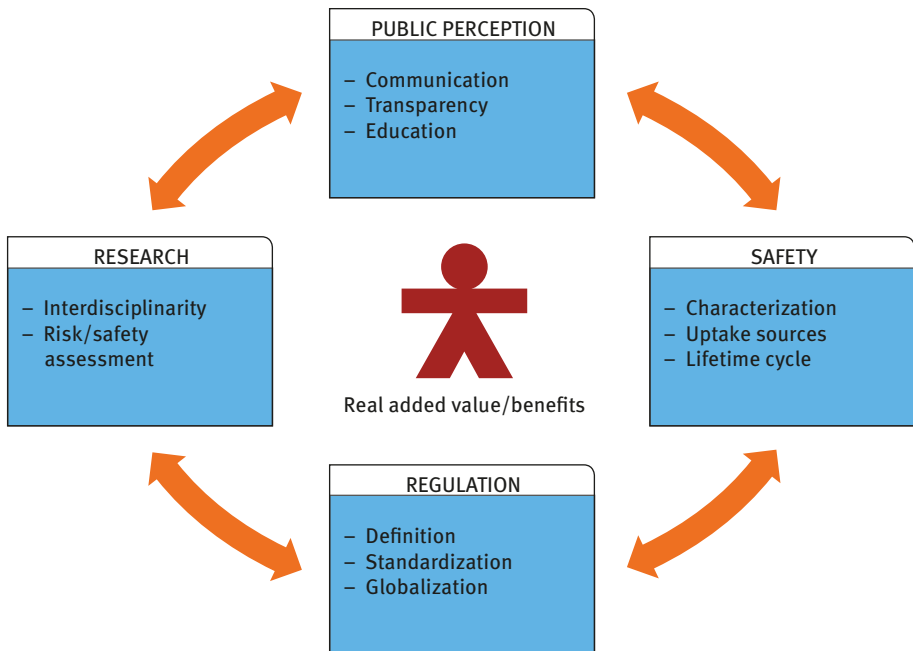 PUBLIC PERCEPTION
– Communication
– Transparency
– Education
RESEARCH
– Interdisciplinarity
– Risk/safety
assessment
Real added value/benefits
SAFETY
– Characterization
– Uptake sources
– Lifetime cycle
REGULATION
– Definition
– Standardization
– Globalization